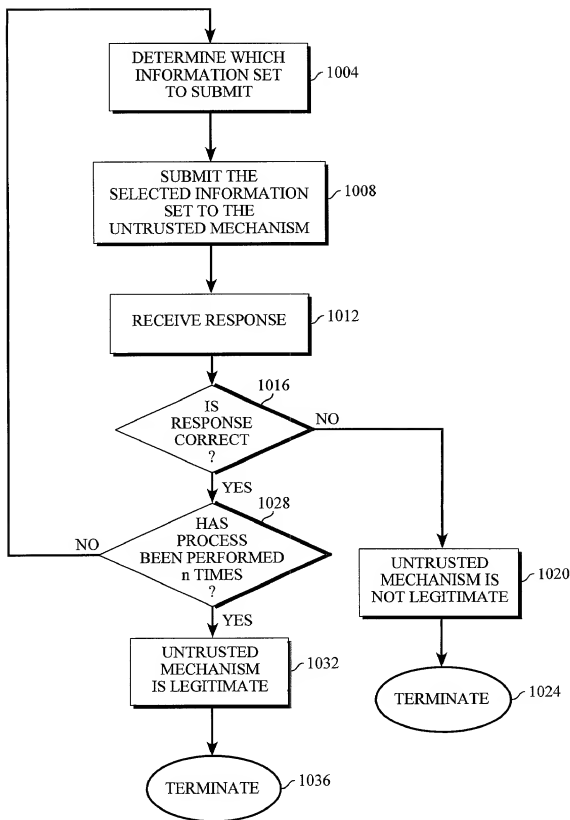 DETERMINE WHICH
INFORMATION SET
TO SUBMIT
1004
SUBMIT THE
SELECTED INFORMATION
SET TO THE
UNTRUSTED MECHANISM
1008
RECEIVE RESPONSE
1012
1016
IS
RESPONSE
CORRECT
?
NO
YES
1028
HAS
PROCESS
BEEN PERFORMED
n TIMES
?
NO
YES
UNTRUSTED
MECHANISM IS
NOT LEGITIMATE
1020
UNTRUSTED
MECHANISM
IS LEGITIMATE
1032
TERMINATE
1024
TERMINATE
1036